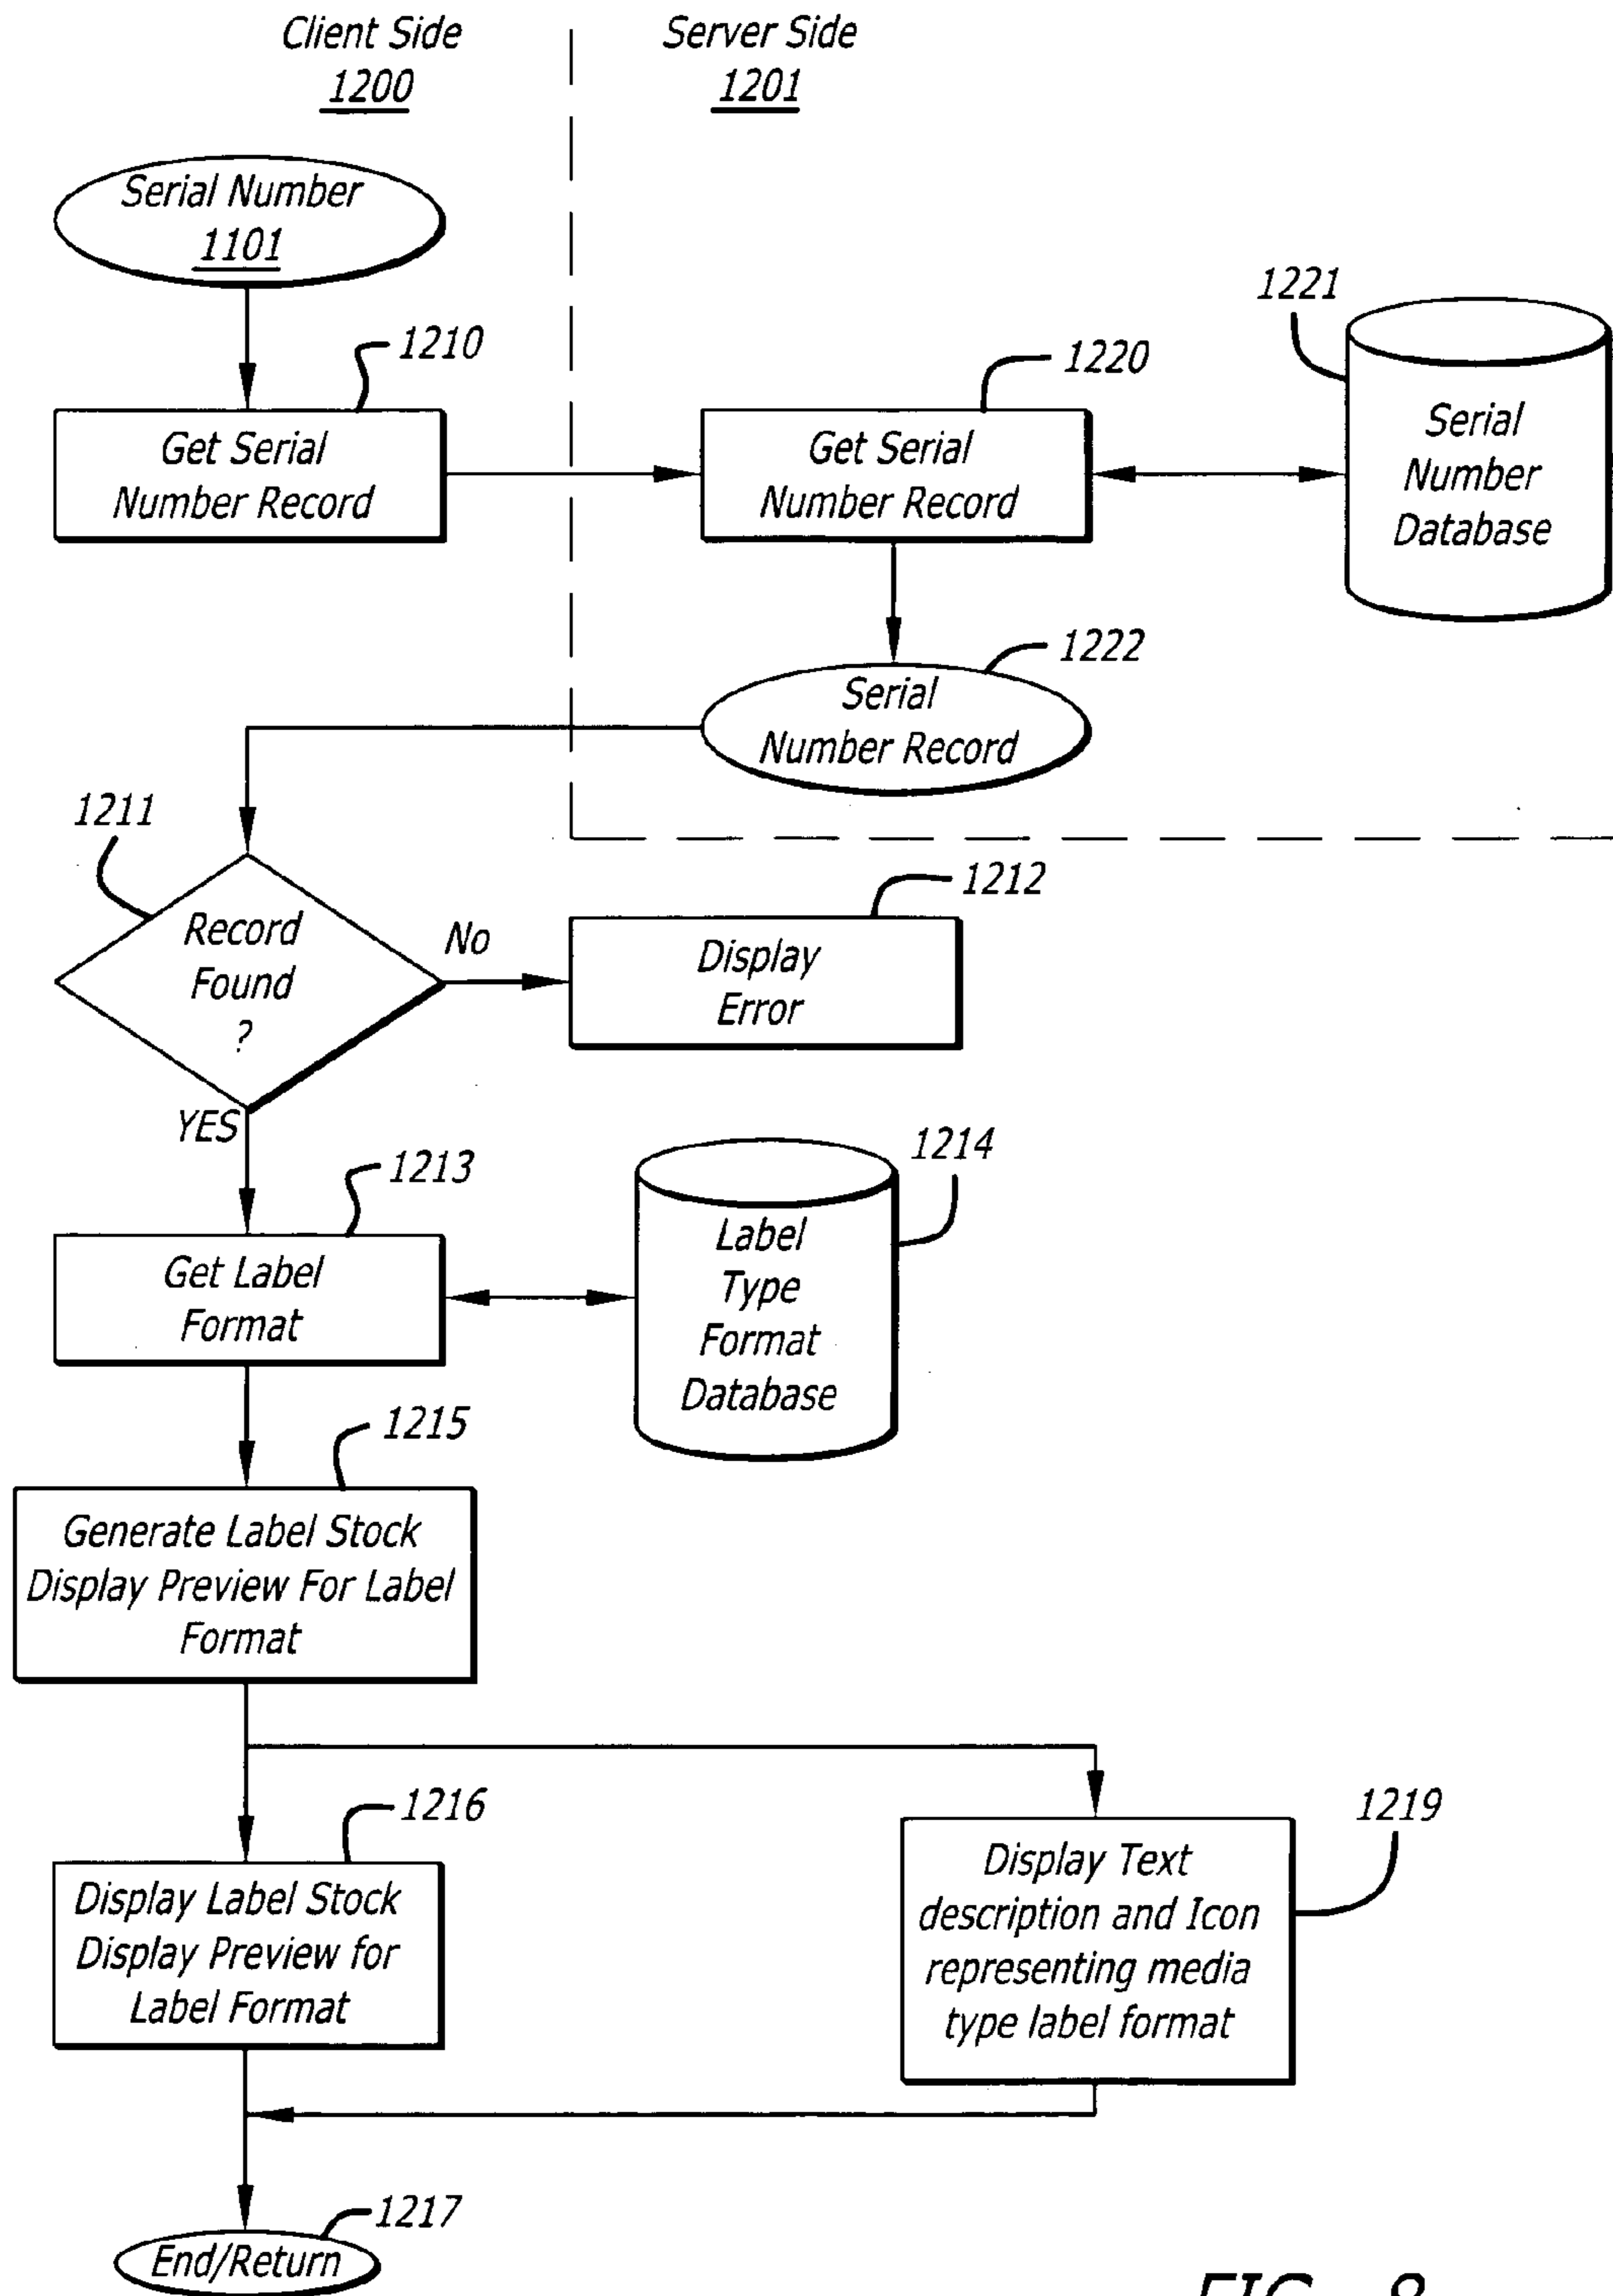 Client Side
1200
Server Side
1201
Serial Number
1101
1210
Get Serial
Number Record
1220
Get Serial
Number Record
1221
Serial
Number
Database
1222
Serial
Number Record
1211
Record
Found
?
No
YES
1212
Display
Error
1213
Get Label
Format
1214
Label
Type
Format
Database
1215
Generate Label Stock
Display Preview For Label
Format
1216
Display Label Stock
Display Preview for
Label Format
1219
Display Text
description and Icon
representing media
type label format
1217
End/Return
FIG. 8